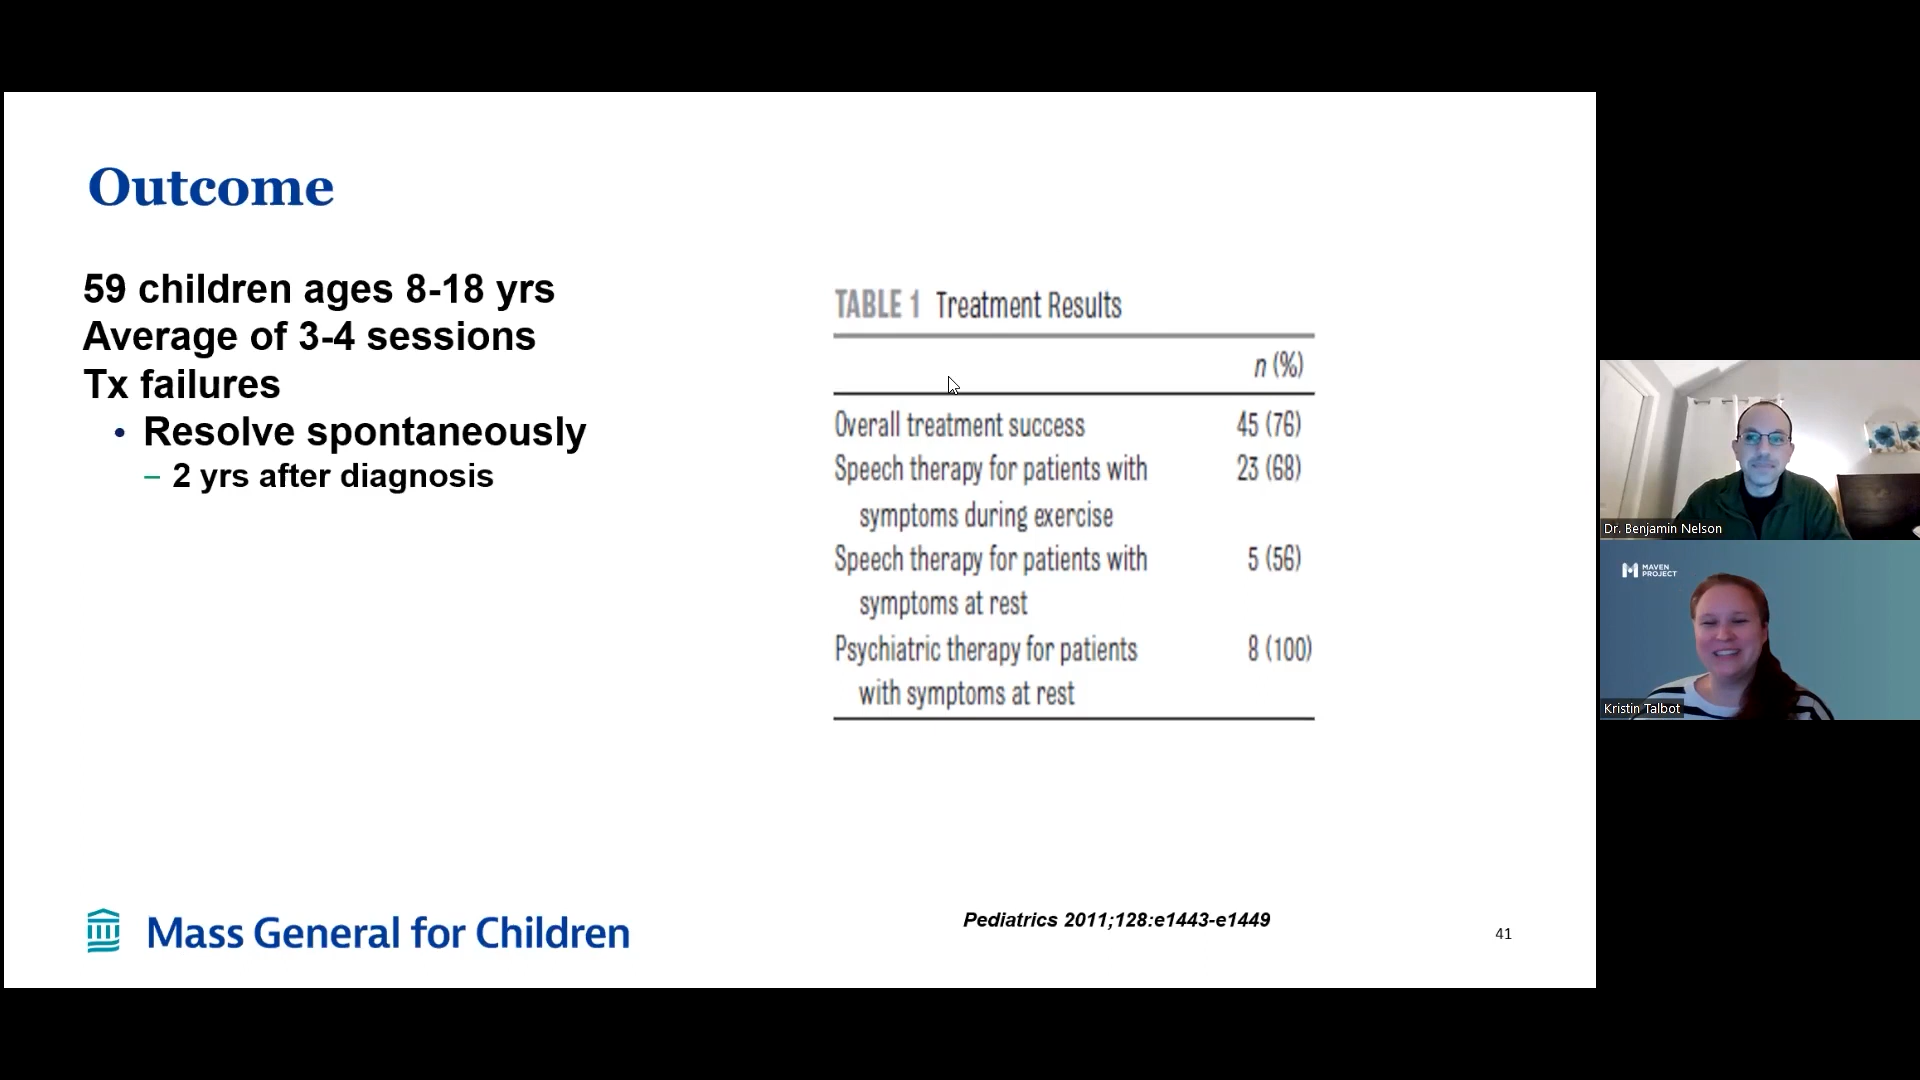 Outcome
59 children ages 8-18 yrs
Average of 3-4 sessions
Tx failures
• Resolve spontaneously
– 2 yrs after diagnosis
TABLE 1 Treatment Results
n (%)
Overall treatment success 45 (76)
Speech therapy for patients with 23 (68)
symptoms during exercise
Speech therapy for patients with 5 (56)
symptoms at rest
Psychiatric therapy for patients 8 (100)
with symptoms at rest
Mass General for Children
Pediatrics 2011;128:e1443-e1449
41
Dr. Benjamin Nelson
MAVEN
PROJECT
Kristin Talbot